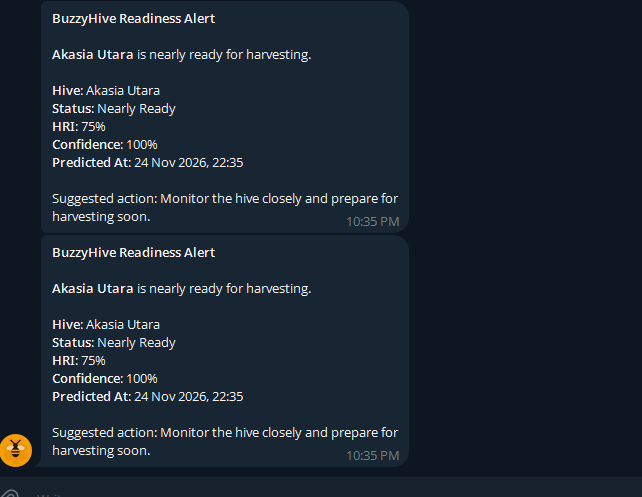 BuzzyHive Readiness Alert
Akasia Utara is nearly ready for harvesting.
Hive: Akasia Utara
Status: Nearly Ready
HRI: 75%
Confidence: 100%
Predicted At: 24 Nov 2026, 22:35
Suggested action: Monitor the hive closely and prepare for
harvesting soon.
10:35 PM
BuzzyHive Readiness Alert
Akasia Utara is nearly ready for harvesting.
Hive: Akasia Utara
Status: Nearly Ready
HRI: 75%
Confidence: 100%
Predicted At: 24 Nov 2026, 22:35
Suggested action: Monitor the hive closely and prepare for
harvesting soon.
10:35 PM